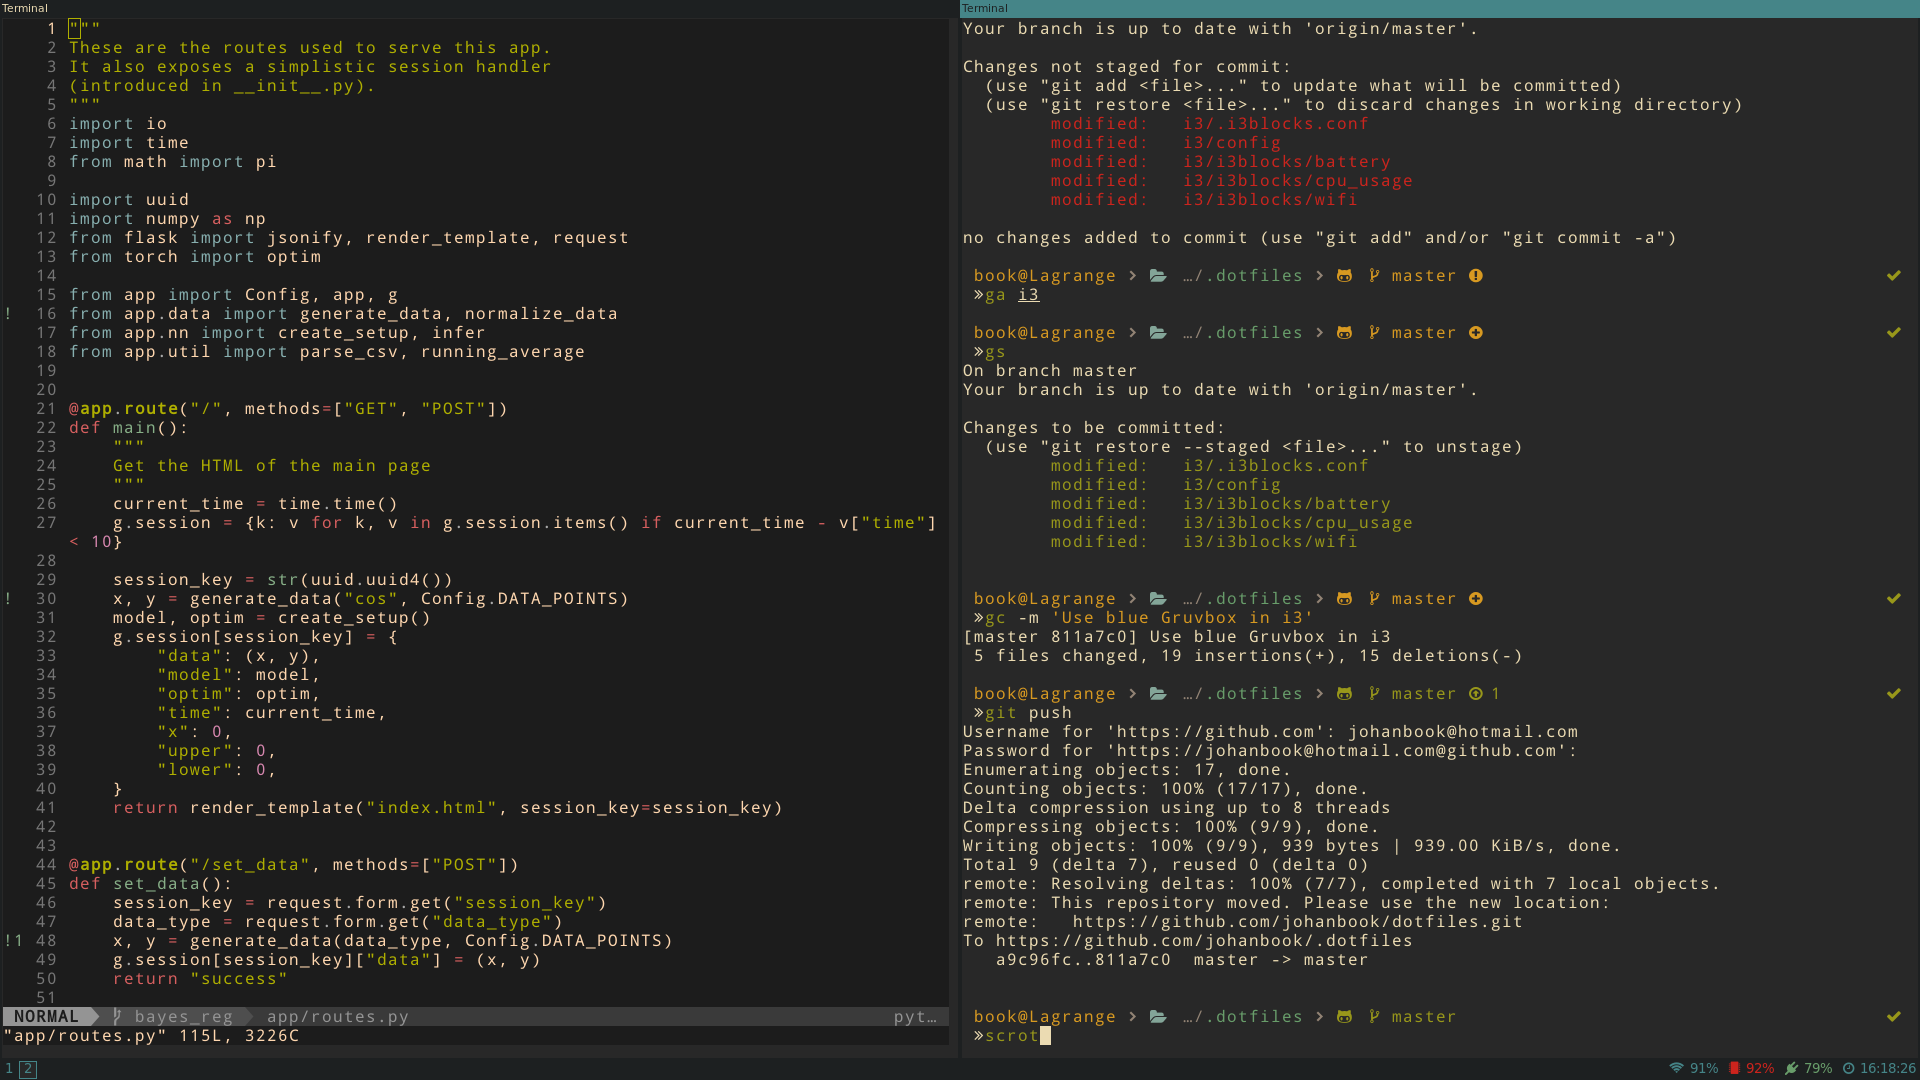 Terminal
1 """
2 These are the routes used to serve this app.
3 It also exposes a simplistic session handler
4 (introduced in __init__.py).
5 """
6 import io
7 import time
8 from math import pi
9
10 import uuid
11 import numpy as np
12 from flask import jsonify, render_template, request
13 from torch import optim
14
15 from app import Config, app, g
! 16 from app.data import generate_data, normalize_data
17 from app.nn import create_setup, infer
18 from app.util import parse_csv, running_average
19
20
21 @app.route("/", methods=["GET", "POST"])
22 def main():
23     """
24     Get the HTML of the main page
25     """
26     current_time = time.time()
27     g.session = {k: v for k, v in g.session.items() if current_time - v["time"]
< 10}
28
29     session_key = str(uuid.uuid4())
! 30     x, y = generate_data("cos", Config.DATA_POINTS)
31     model, optim = create_setup()
32     g.session[session_key] = {
33         "data": (x, y),
34         "model": model,
35         "optim": optim,
36         "time": current_time,
37         "x": 0,
38         "upper": 0,
39         "lower": 0,
40     }
41     return render_template("index.html", session_key=session_key)
42
43
44 @app.route("/set_data", methods=["POST"])
45 def set_data():
46     session_key = request.form.get("session_key")
47     data_type = request.form.get("data_type")
!1 48     x, y = generate_data(data_type, Config.DATA_POINTS)
49     g.session[session_key]["data"] = (x, y)
50     return "success"
51
NORMAL bayes_reg app/routes.py pyt…
"app/routes.py" 115L, 3226C
Terminal
Your branch is up to date with 'origin/master'.

Changes not staged for commit:
  (use "git add <file>..." to update what will be committed)
  (use "git restore <file>..." to discard changes in working directory)
        modified:   i3/.i3blocks.conf
        modified:   i3/config
        modified:   i3/i3blocks/battery
        modified:   i3/i3blocks/cpu_usage
        modified:   i3/i3blocks/wifi

no changes added to commit (use "git add" and/or "git commit -a")

book@Lagrange > …/.dotfiles > master
»ga i3

book@Lagrange > …/.dotfiles > master
»gs
On branch master
Your branch is up to date with 'origin/master'.

Changes to be committed:
  (use "git restore --staged <file>..." to unstage)
        modified:   i3/.i3blocks.conf
        modified:   i3/config
        modified:   i3/i3blocks/battery
        modified:   i3/i3blocks/cpu_usage
        modified:   i3/i3blocks/wifi

book@Lagrange > …/.dotfiles > master
»gc -m 'Use blue Gruvbox in i3'
[master 811a7c0] Use blue Gruvbox in i3
 5 files changed, 19 insertions(+), 15 deletions(-)

book@Lagrange > …/.dotfiles > master 1
»git push
Username for 'https://github.com': johanbook@hotmail.com
Password for 'https://johanbook@hotmail.com@github.com':
Enumerating objects: 17, done.
Counting objects: 100% (17/17), done.
Delta compression using up to 8 threads
Compressing objects: 100% (9/9), done.
Writing objects: 100% (9/9), 939 bytes | 939.00 KiB/s, done.
Total 9 (delta 7), reused 0 (delta 0)
remote: Resolving deltas: 100% (7/7), completed with 7 local objects.
remote: This repository moved. Please use the new location:
remote:   https://github.com/johanbook/dotfiles.git
To https://github.com/johanbook/.dotfiles
   a9c96fc..811a7c0  master -> master

book@Lagrange > …/.dotfiles > master
»scrot
1 2 91% 92% 79% 16:18:26